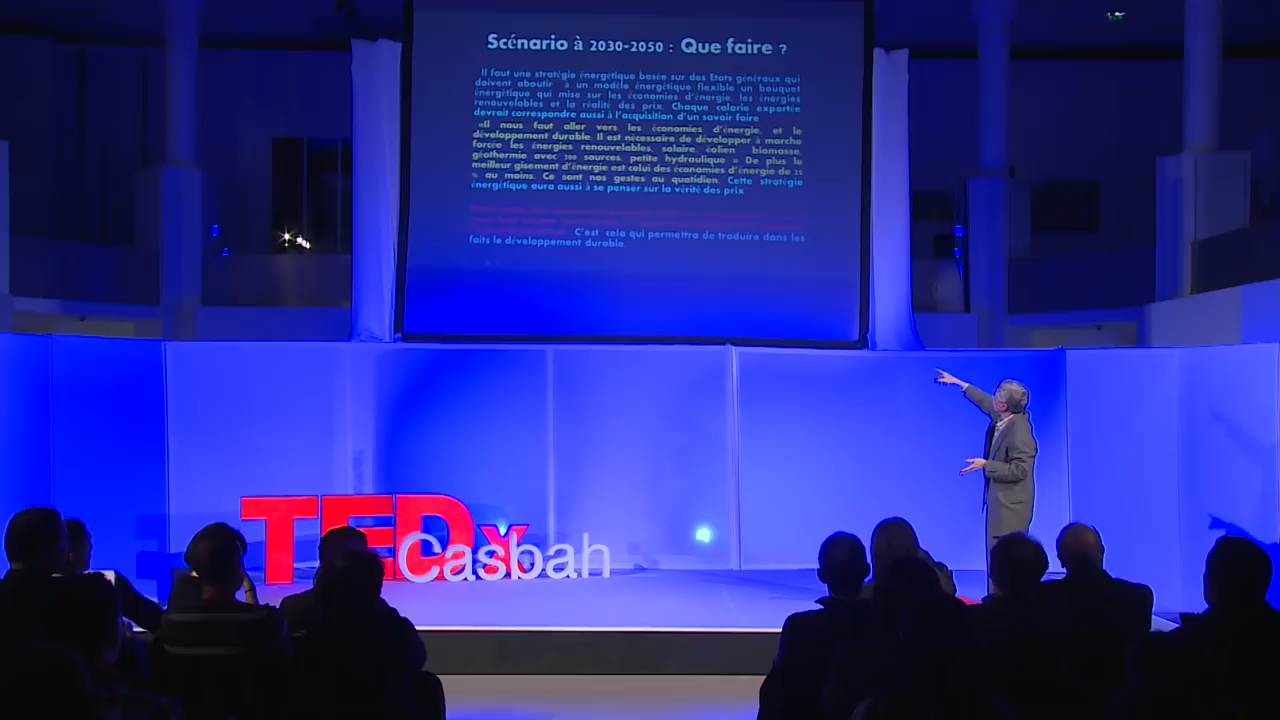 Scénario à 2030-2050 : Que faire ?
Il faut une stratégie énergétique basée sur des Etats généraux qui
doivent aboutir à un modèle énergétique flexible un bouquet
énergétique qui mise sur les économies d'énergie, les énergies
renouvelables et la réalité des prix. Chaque calorie exportée
devrait correspondre aussi à l'acquisition d'un savoir faire
«Il nous faut aller vers les économies d'énergie, et le
développement durable. Il est nécessaire de développer à marche
forcée les énergies renouvelables, solaire, éolien biomasse,
géothermie avec 200 sources, petite hydraulique » De plus le
meilleur gisement d'énergie est celui des économies d'énergie de 25
% au moins. Ce sont nos gestes au quotidien. Cette stratégie
énergétique aura aussi à se penser sur la vérité des prix
C'est cela qui permettra de traduire dans les
faits le développement durable.
TEDx
Casbah